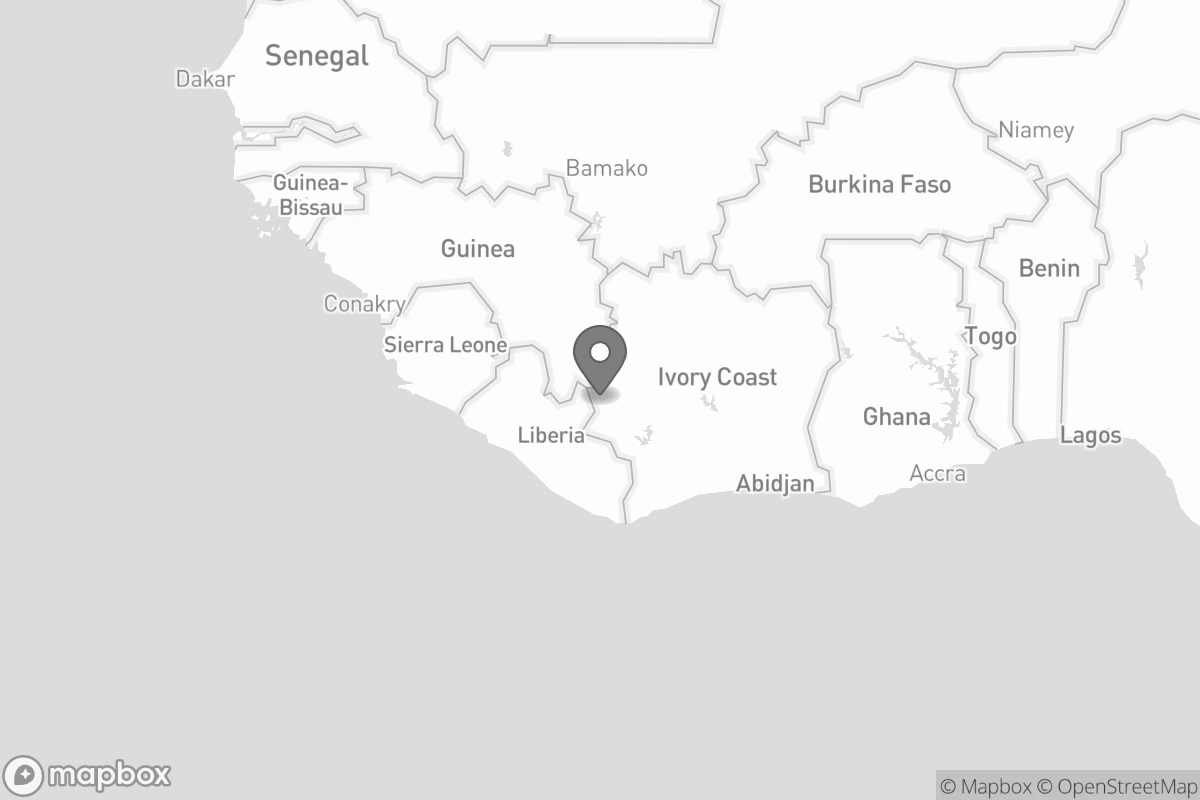 Senegal
Dakar
Niamey
Bamako
Burkina Faso
Guinea-
Bissau
Guinea
Benin
Conakry
Togo
Sierra Leone
Ivory Coast
Ghana
Liberia
Lagos
Accra
Abidjan
mapbox
© Mapbox © OpenStreetMap